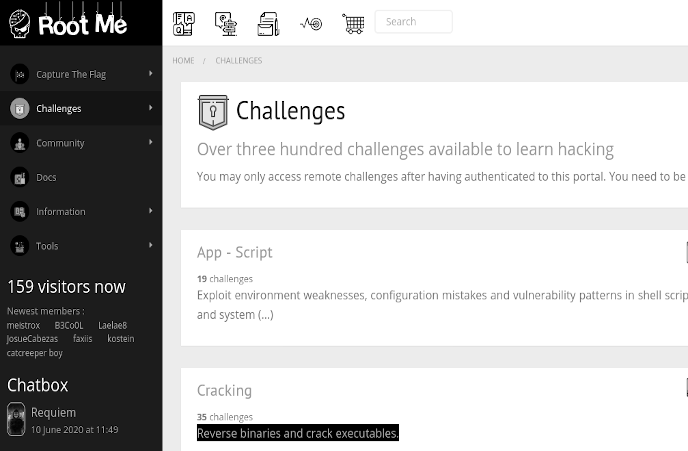 Root Me
Search
HOME / CHALLENGES
Capture The Flag
Challenges
Community
Docs
Information
Tools
159 visitors now
Newest members :
meistrox B3Co0L Laelae8
JosueCabezas faxiis kostein
catcreeper boy
Chatbox
Requiem
10 June 2020 at 11:49
Challenges
Over three hundred challenges available to learn hacking
You may only access remote challenges after having authenticated to this portal. You need to be
App - Script
19 challenges
Exploit environment weaknesses, configuration mistakes and vulnerability patterns in shell scrip
and system (...)
Cracking
35 challenges
Reverse binaries and crack executables.